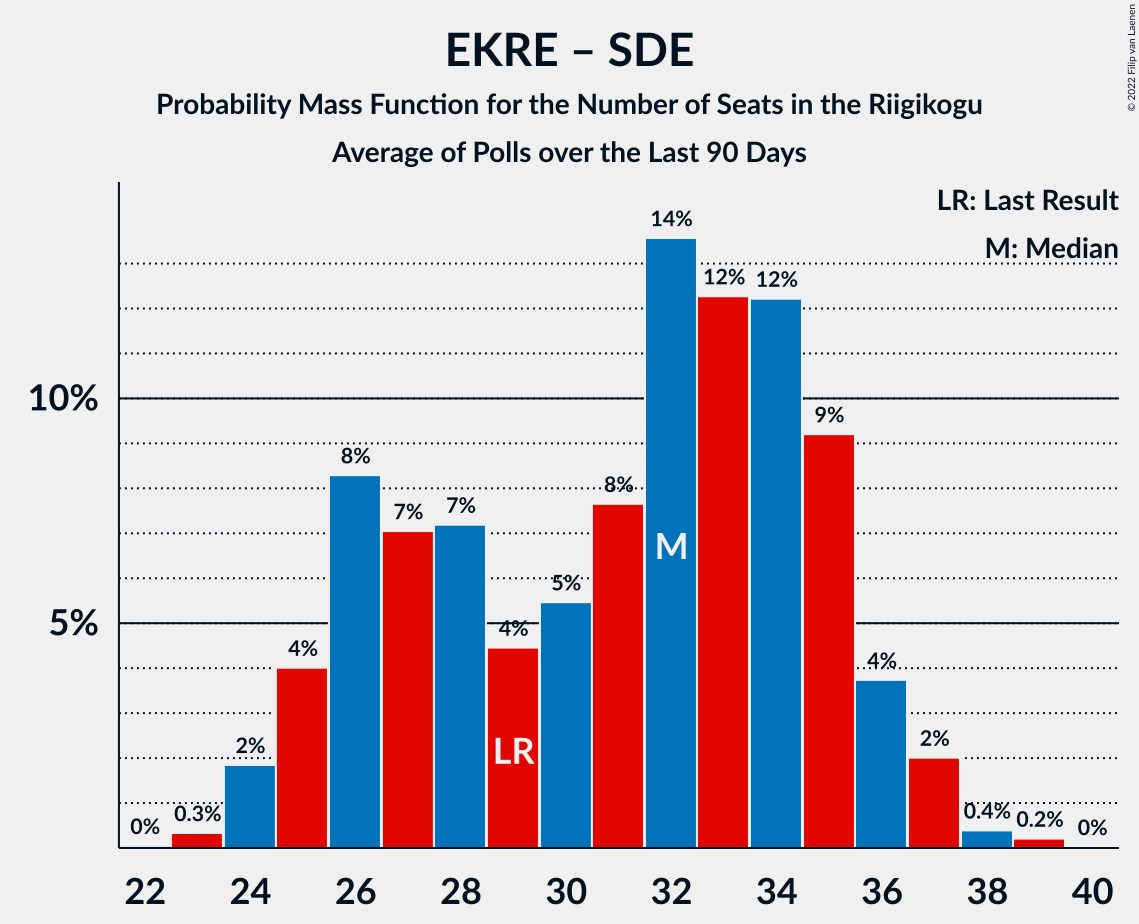 EKRE – SDE
Probability Mass Function for the Number of Seats in the Riigikogu
Average of Polls over the Last 90 Days
© 2022 Filip van Laenen
LR: Last Result
M: Median
14%
12% 12%
10%
9%
8%
8%
7% 7%
M
5%
5%
4%
4%
4%
LR
2%
2%
0% 0.3% 0.4% 0.2% 0%
22 24 26 28 30 32 34 36 38 40